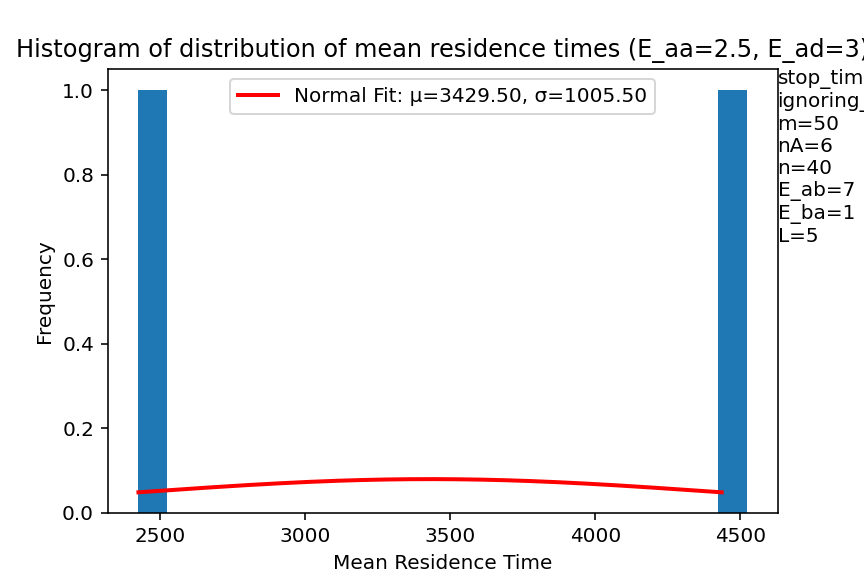 Histogram of distribution of mean residence times (E_aa=2.5, E_ad=3)
stop_tim
ignoring_
m=50
nA=6
n=40
E_ab=7
E_ba=1
L=5
Normal Fit: μ=3429.50, σ=1005.50
Frequency
1.0
0.8
0.6
0.4
0.2
0.0
2500 3000 3500 4000 4500
Mean Residence Time